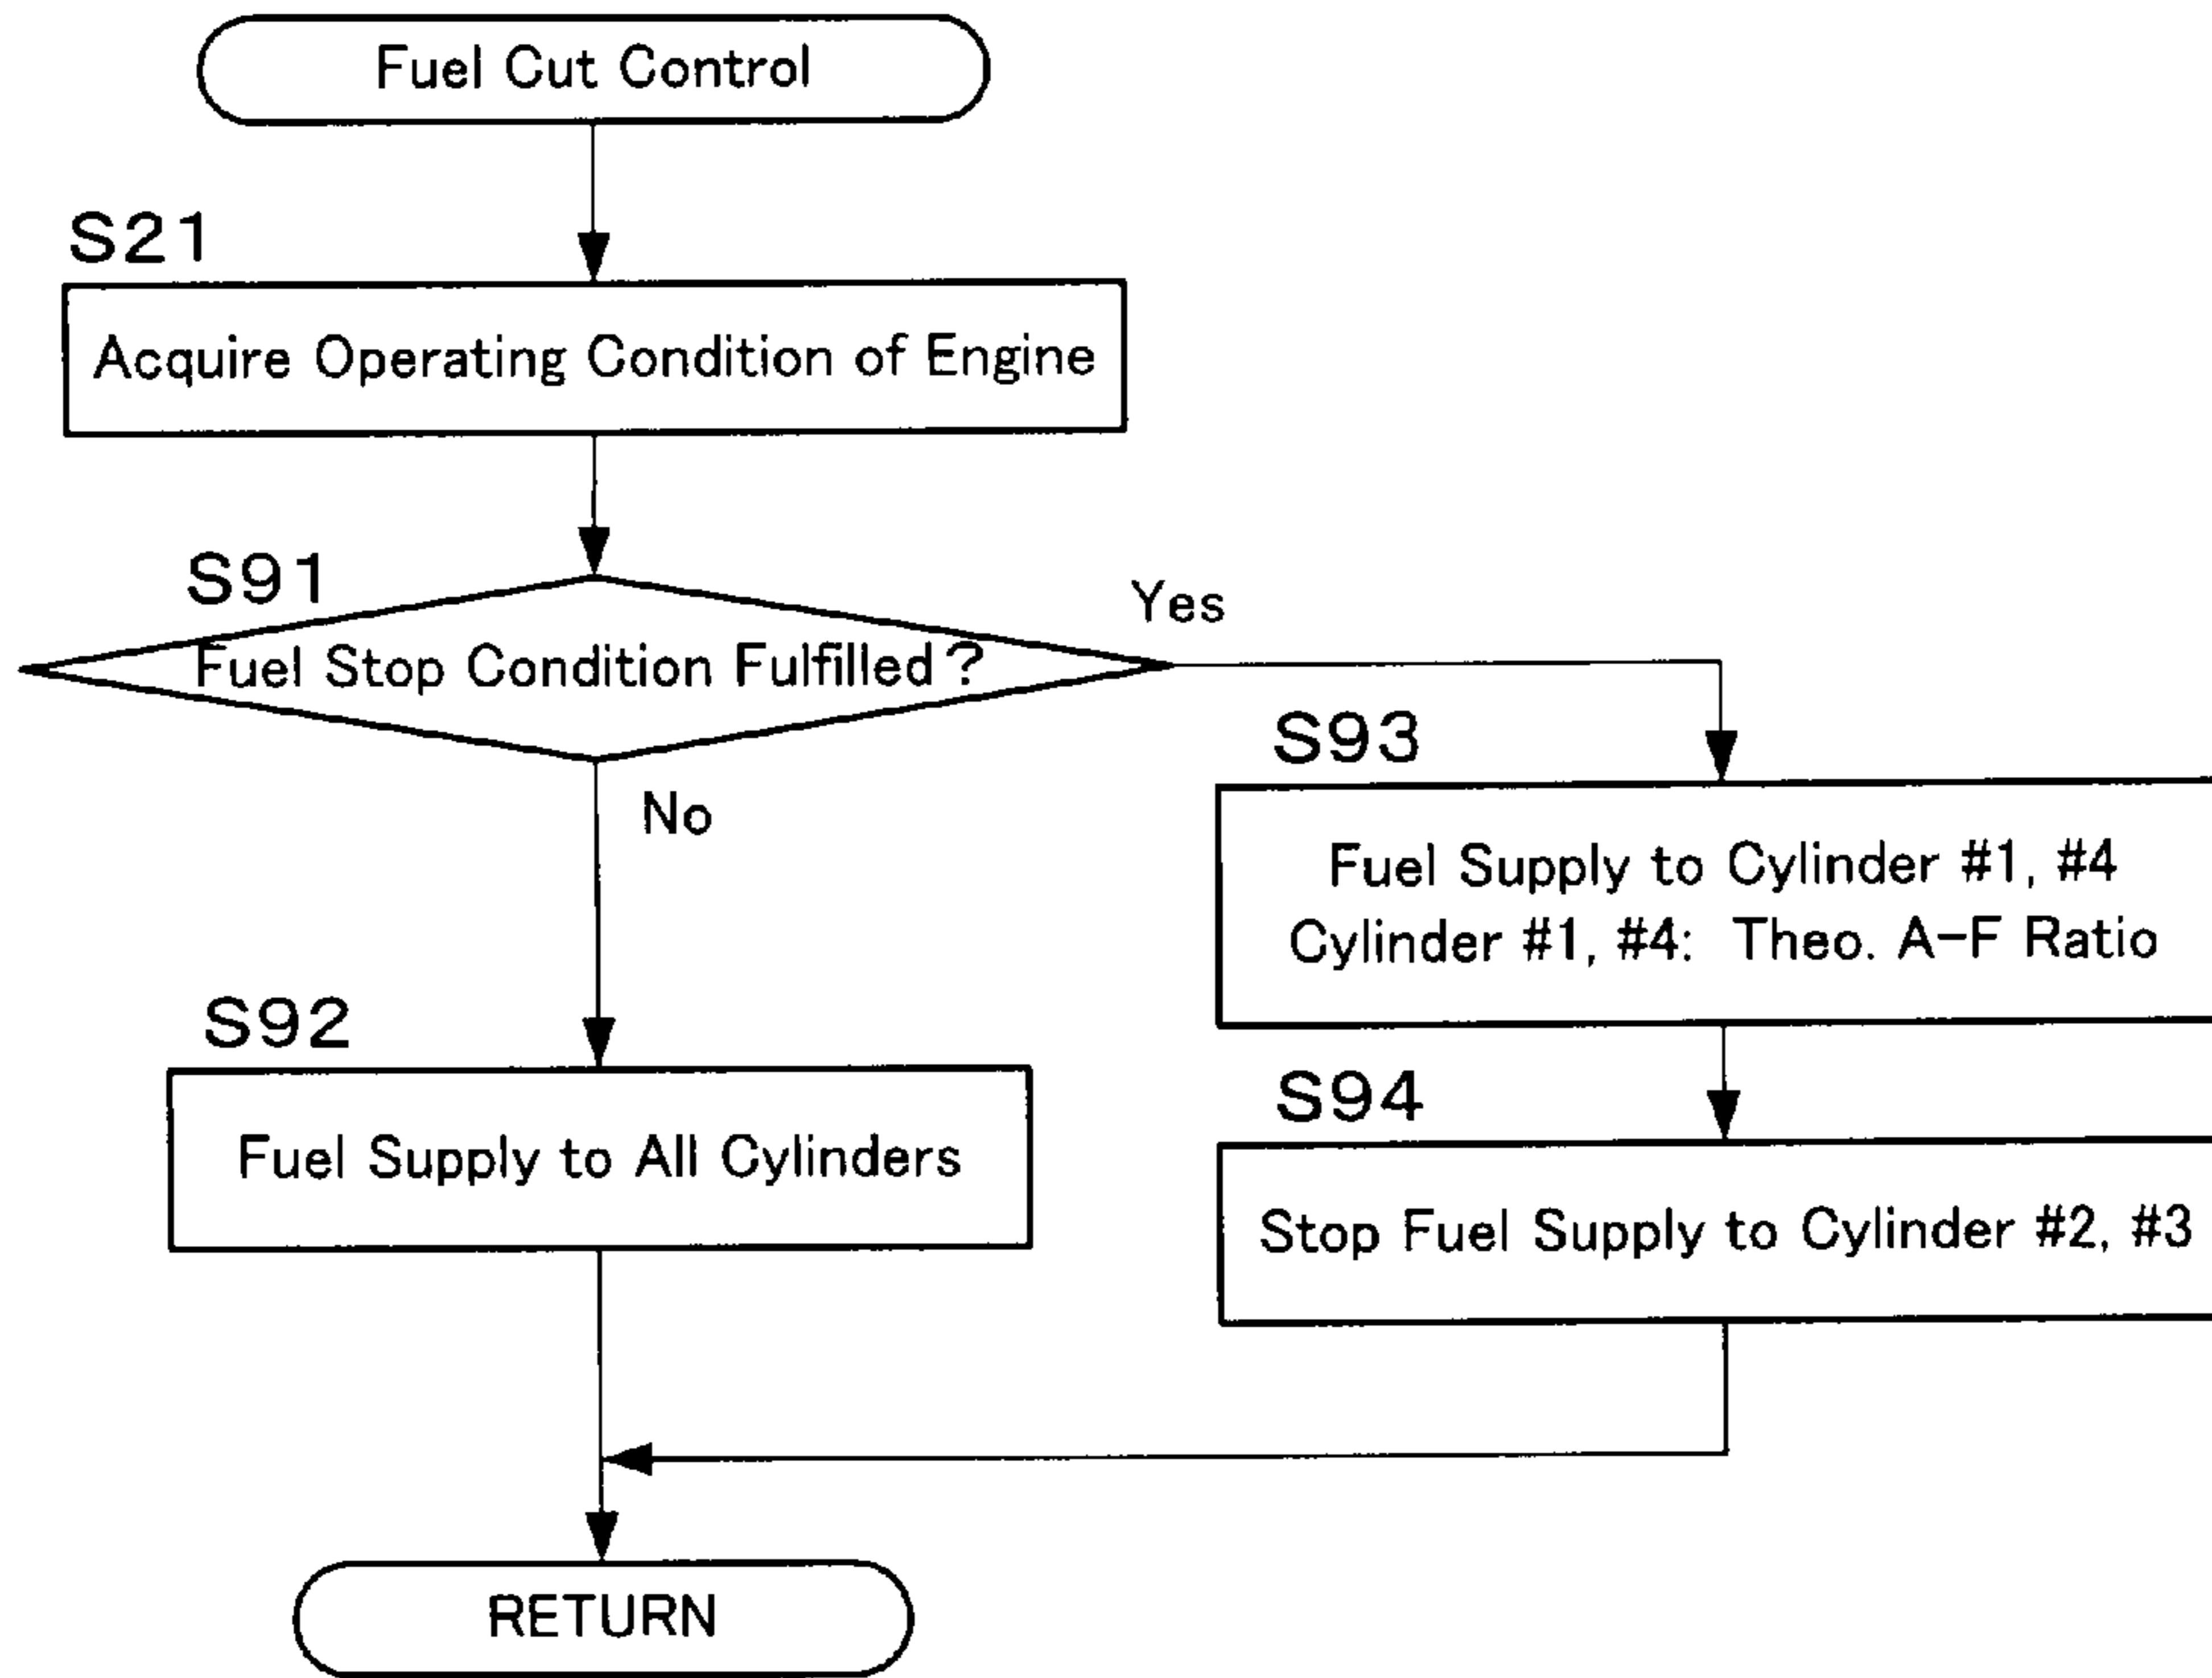 Fuel Cut Control
S21
Acquire Operating Condition of Engine
S91
Fuel Stop Condition Fulfilled?
Yes
No
S93
Fuel Supply to Cylinder #1, #4
Cylinder #1, #4: Theo. A-F Ratio
S92
Fuel Supply to All Cylinders
S94
Stop Fuel Supply to Cylinder #2, #3
RETURN